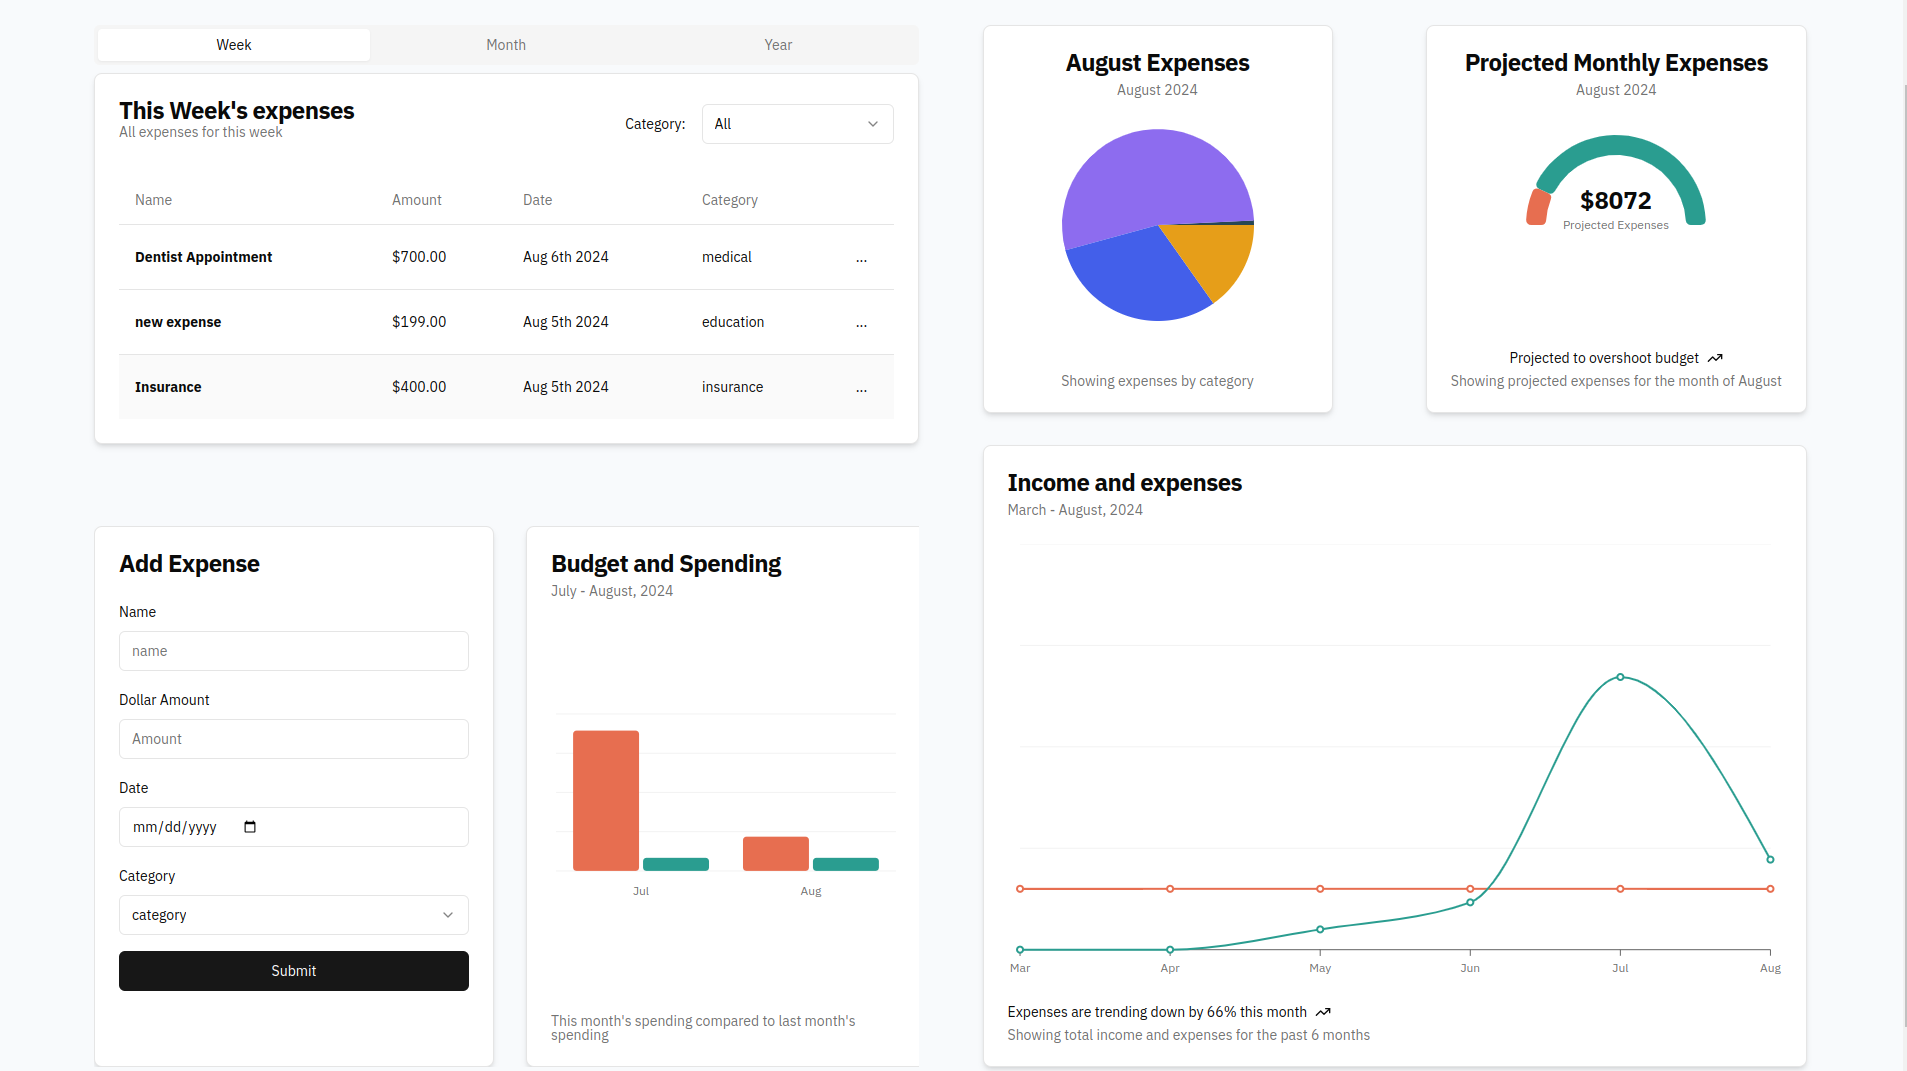 Week Month Year
This Week's expenses
All expenses for this week
Category: All
Name Amount Date Category
Dentist Appointment $700.00 Aug 6th 2024 medical ...
new expense $199.00 Aug 5th 2024 education ...
Insurance $400.00 Aug 5th 2024 insurance ...
August Expenses
August 2024
Showing expenses by category
Projected Monthly Expenses
August 2024
$8072
Projected Expenses
Projected to overshoot budget
Showing projected expenses for the month of August
Add Expense
Name
name
Dollar Amount
Amount
Date
mm/dd/yyyy
Category
category
Submit
Budget and Spending
July - August, 2024
Jul Aug
This month's spending compared to last month's
spending
Income and expenses
March - August, 2024
Mar Apr May Jun Jul Aug
Expenses are trending down by 66% this month
Showing total income and expenses for the past 6 months